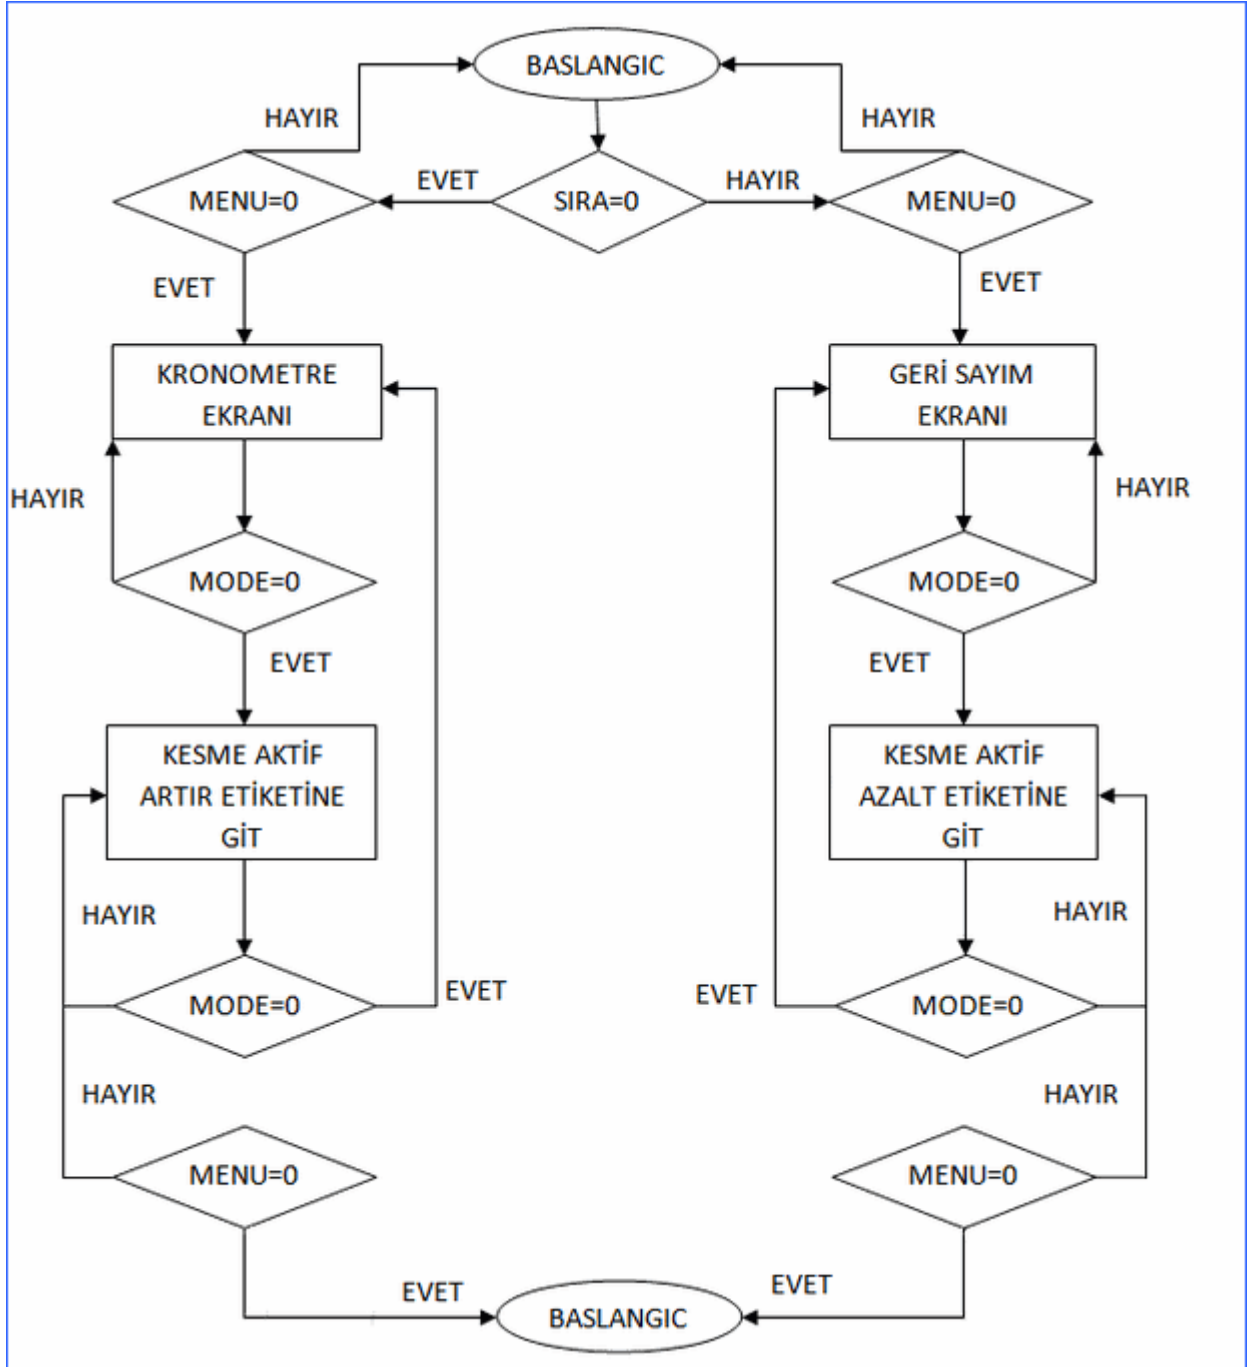 BASLANGIC
HAYIR
HAYIR
EVET
HAYIR
MENU=0
SIRA=0
MENU=0
EVET
EVET
KRONOMETRE
EKRANI
GERİ SAYIM
EKRANI
HAYIR
HAYIR
MODE=0
MODE=0
EVET
EVET
KESME AKTİF
ARTIR ETİKETİNE
GİT
KESME AKTİF
AZALT ETİKETİNE
GİT
HAYIR
HAYIR
MODE=0
EVET
EVET
MODE=0
HAYIR
HAYIR
MENU=0
MENU=0
EVET
EVET
BASLANGIC